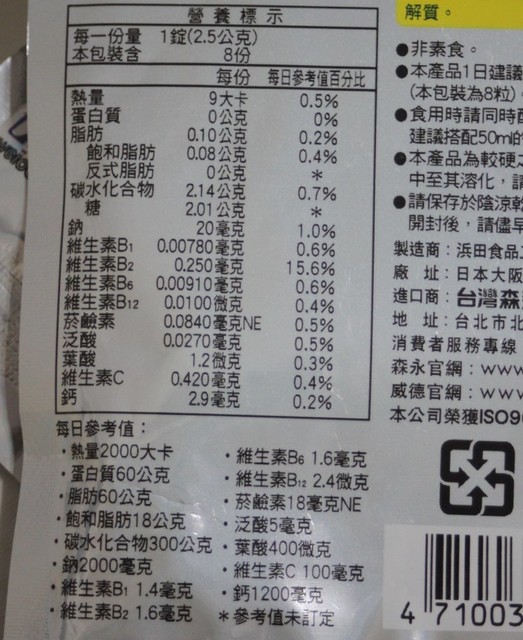 營養標示
每一份量 1錠(2.5公克)
本包裝含 8份
每份 每日參考值百分比
熱量 9大卡 0.5%
蛋白質 0公克 0%
脂肪 0.10公克 0.2%
飽和脂肪 0.08公克 0.4%
反式脂肪 0公克 *
碳水化合物 2.14公克 0.7%
糖 2.01公克 *
鈉 20毫克 1.0%
維生素B1 0.00780毫克 0.6%
維生素B2 0.250毫克 15.6%
維生素B6 0.00910毫克 0.6%
維生素B12 0.0100微克 0.4%
菸鹼素 0.0840毫克NE 0.5%
泛酸 0.0270毫克 0.5%
葉酸 1.2微克 0.3%
維生素C 0.420毫克 0.4%
鈣 2.9毫克 0.2%
每日參考值：
・熱量2000大卡
・蛋白質60公克
・脂肪60公克
・飽和脂肪18公克
・碳水化合物300公克
・鈉2000毫克
・維生素B1 1.4毫克
・維生素B2 1.6毫克
・維生素B6 1.6毫克
・維生素B12 2.4微克
・菸鹼素18毫克NE
・泛酸5毫克
・葉酸400微克
・維生素C 100毫克
・鈣1200毫克
*參考值未訂定
解質。
●非素食。
●本產品1日建議
(本包裝為8粒)
●食用時請同時
建議搭配50ml的
●本產品為較硬
中至其溶化，
●請保存於陰涼乾
開封後，請儘早
製造商：浜田食品
廠 址：日本大阪
進口商：台灣森
地 址：台北市北
消費者服務專線
森永官網：www
威德官網：www
本公司榮獲ISO9
4 71003